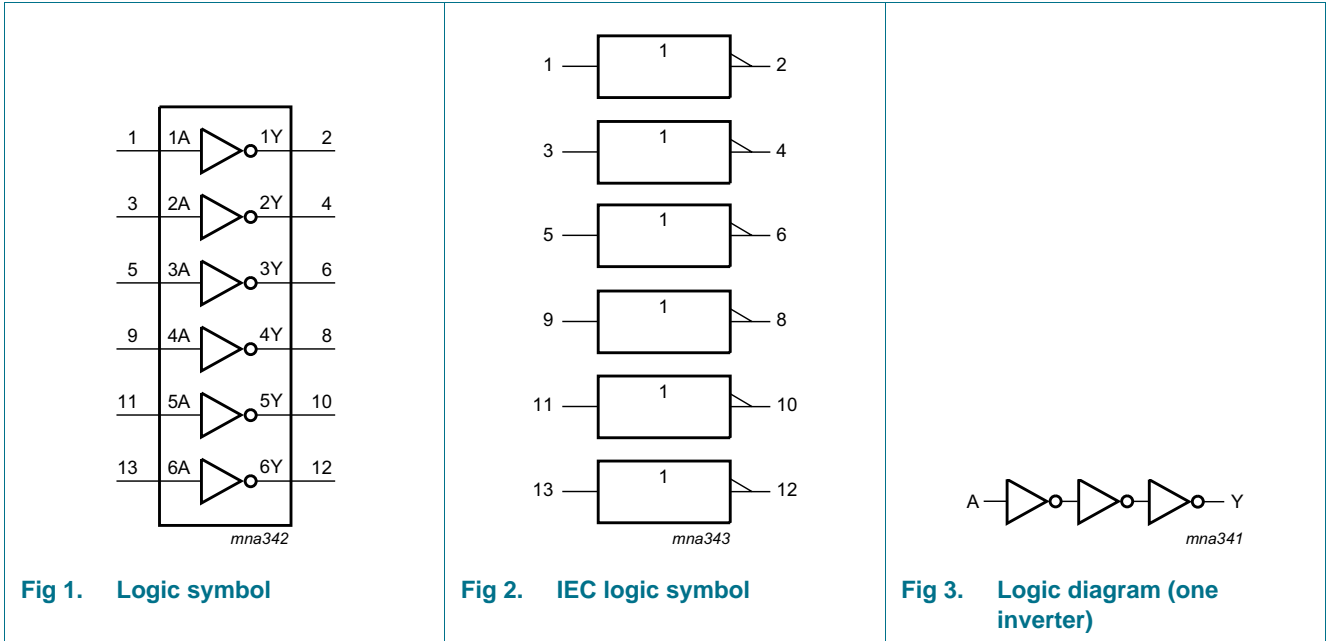 1 1A 1Y 2
3 2A 2Y 4
5 3A 3Y 6
9 4A 4Y 8
11 5A 5Y 10
13 6A 6Y 12
mna342
Fig 1. Logic symbol
1 1 2
3 1 4
5 1 6
9 1 8
11 1 10
13 1 12
mna343
Fig 2. IEC logic symbol
A Y
mna341
Fig 3. Logic diagram (one
inverter)